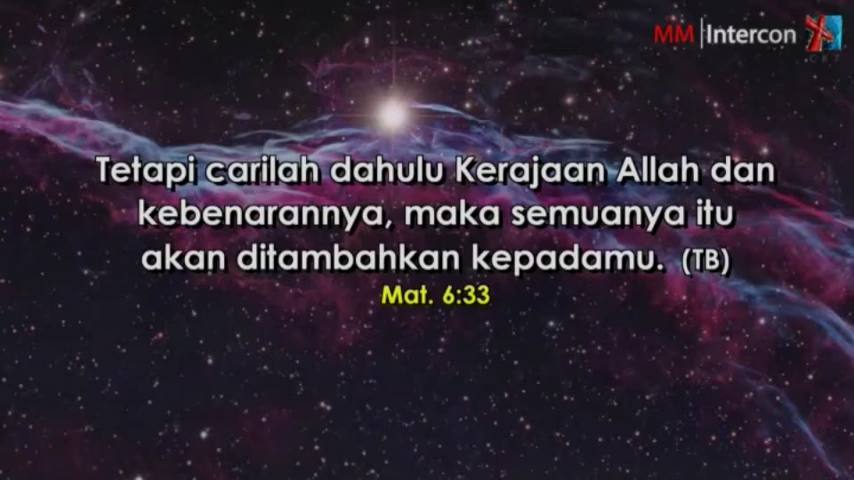 MM | Intercon
Tetapi carilah dahulu Kerajaan Allah dan
kebenarannya, maka semuanya itu
akan ditambahkan kepadamu. (TB)
Mat. 6:33